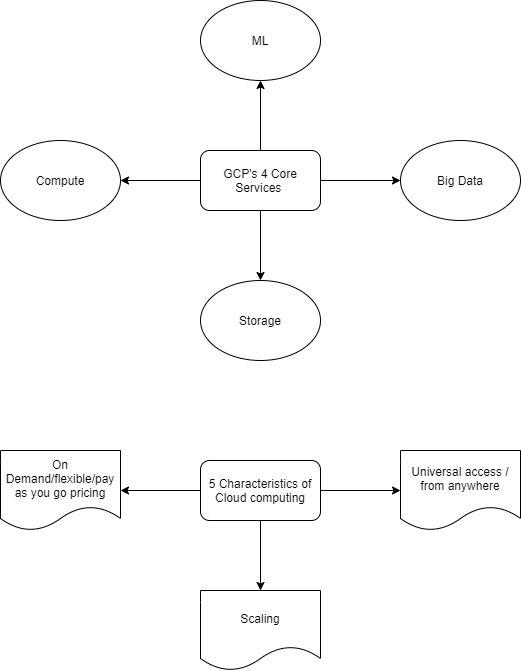 ML
Compute
GCP's 4 Core
Services
Big Data
Storage
On
Demand/flexible/pay
as you go pricing
5 Characteristics of
Cloud computing
Universal access /
from anywhere
Scaling